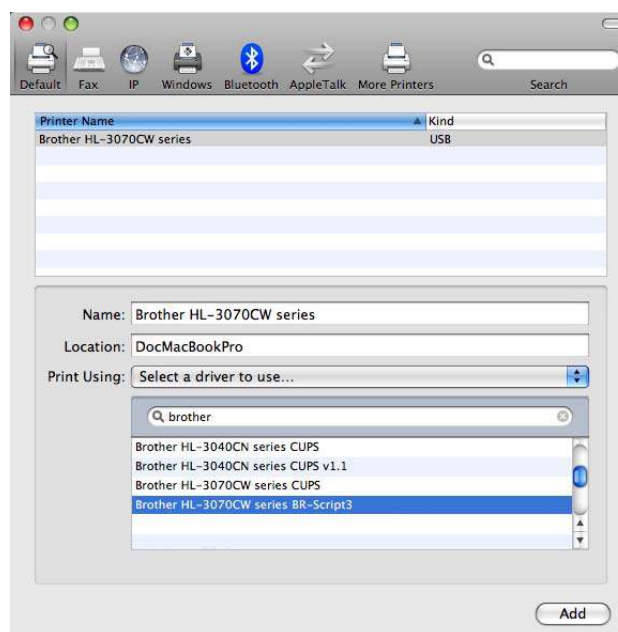 Default Fax IP Windows Bluetooth AppleTalk More Printers Search
Printer Name Kind
Brother HL-3070CW series USB
Name: Brother HL-3070CW series
Location: DocMacBookPro
Print Using: Select a driver to use...
brother
Brother HL-3040CN series CUPS
Brother HL-3040CN series CUPS v1.1
Brother HL-3070CW series CUPS
Brother HL-3070CW series BR-Script3
Add